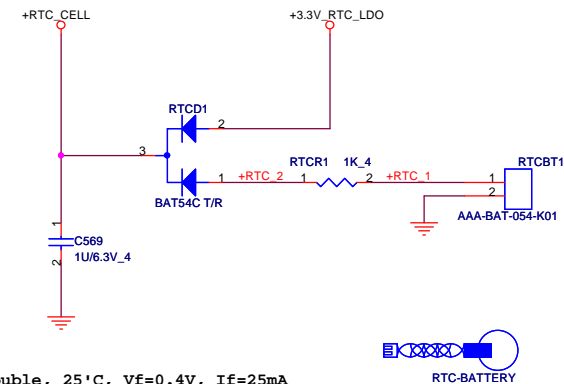 +RTC_CELL
+3.3V_RTC_LDO
RTCD1
2
3
1
+RTC_2
RTCR1 1K_4
1
2
+RTC_1
RTCBT1
1
2
BAT54C T/R
AAA-BAT-054-K01
1
C569
1U/6.3V_4
2
RTC-BATTERY
ouble, 25'C, Vf=0.4V, If=25mA